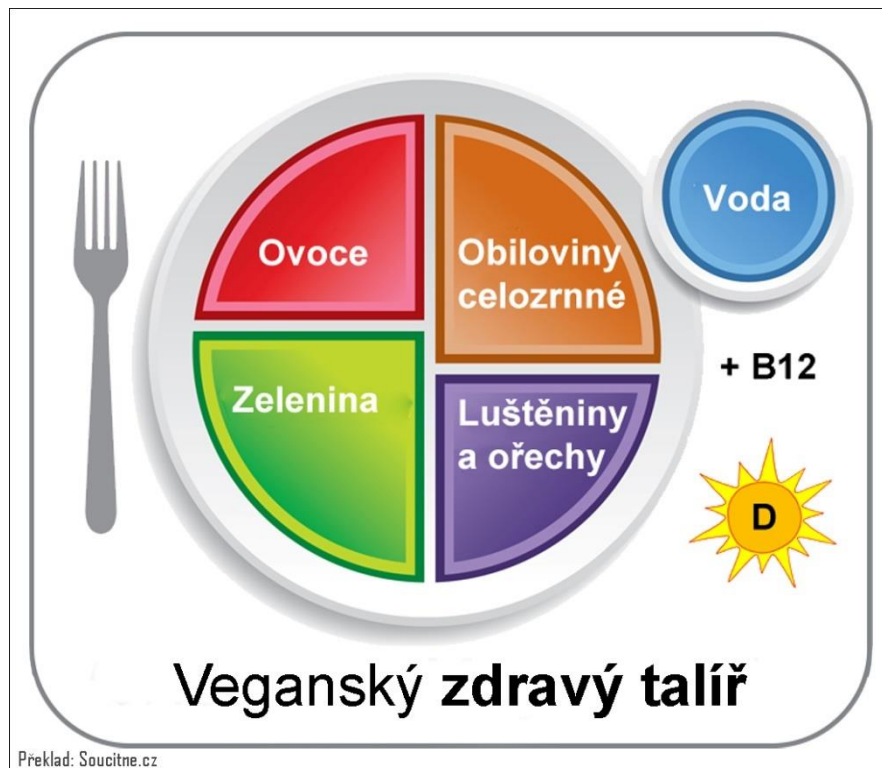 Ovoce
Obiloviny
celozrnné
Voda
+ B12
Zelenina
Luštěniny
a ořechy
D
Veganský zdravý talíř
Překlad: Soucitne.cz